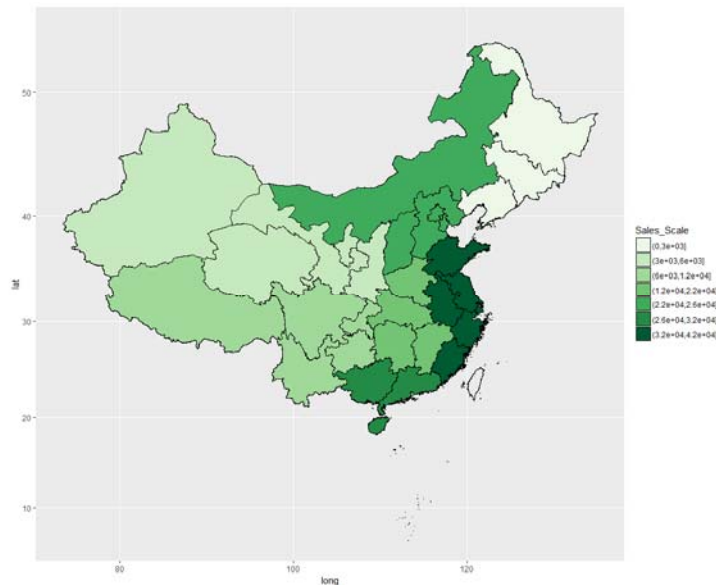 50
40
30
20
10
lat
80
100
120
long
Sales_Scale
(0,3e+03]
(3e+03,6e+03]
(6e+03,1.2e+04]
(1.2e+04,2.2e+04]
(2.2e+04,2.6e+04]
(2.6e+04,3.2e+04]
(3.2e+04,4.2e+04]